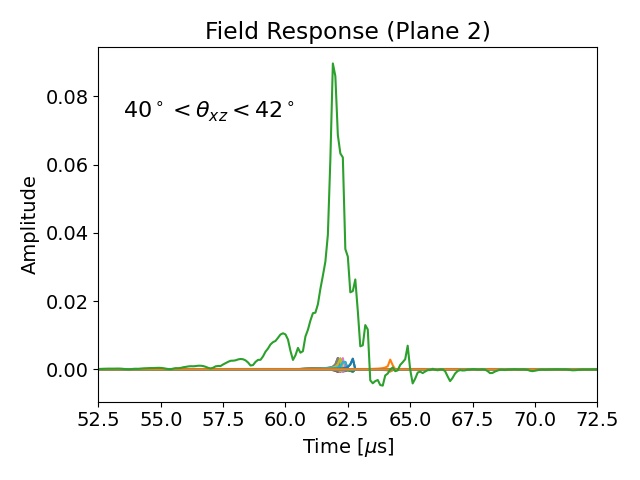 Field Response (Plane 2)
40° < θxz < 42°
Amplitude
0.08
0.06
0.04
0.02
0.00
52.5 55.0 57.5 60.0 62.5 65.0 67.5 70.0 72.5
Time [μs]